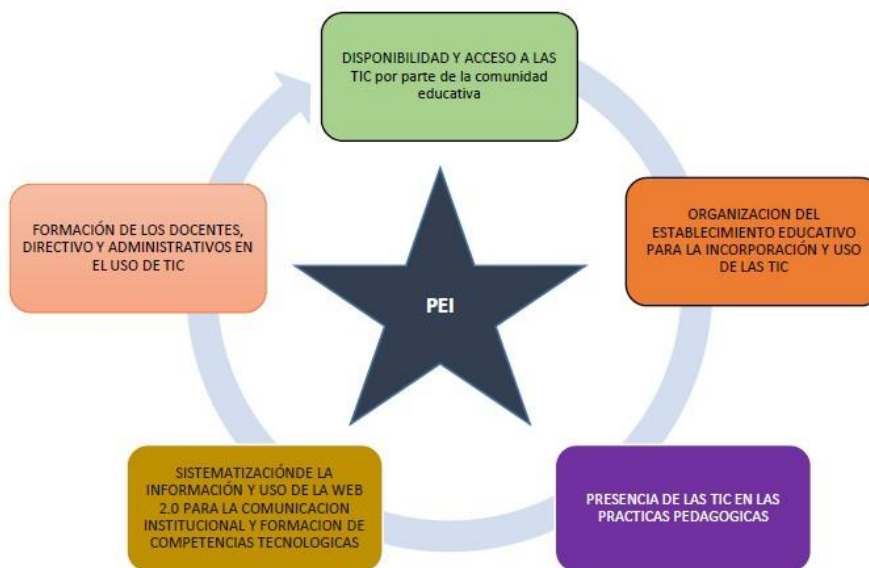 DISPONIBILIDAD Y ACCESO A LAS
TIC por parte de la comunidad
educativa
ORGANIZACION DEL
ESTABLECIMIENTO EDUCATIVO
PARA LA INCORPORACIÓN Y USO
DE LAS TIC
PRESENCIA DE LAS TIC EN LAS
PRACTICAS PEDAGOGICAS
SISTEMATIZACIÓNDE LA
INFORMACIÓN Y USO DE LA WEB
2.0 PARA LA COMUNICACION
INSTITUCIONAL Y FORMACION DE
COMPETENCIAS TECNOLOGICAS
FORMACIÓN DE LOS DOCENTES,
DIRECTIVO Y ADMINISTRATIVOS EN
EL USO DE TIC
PEI